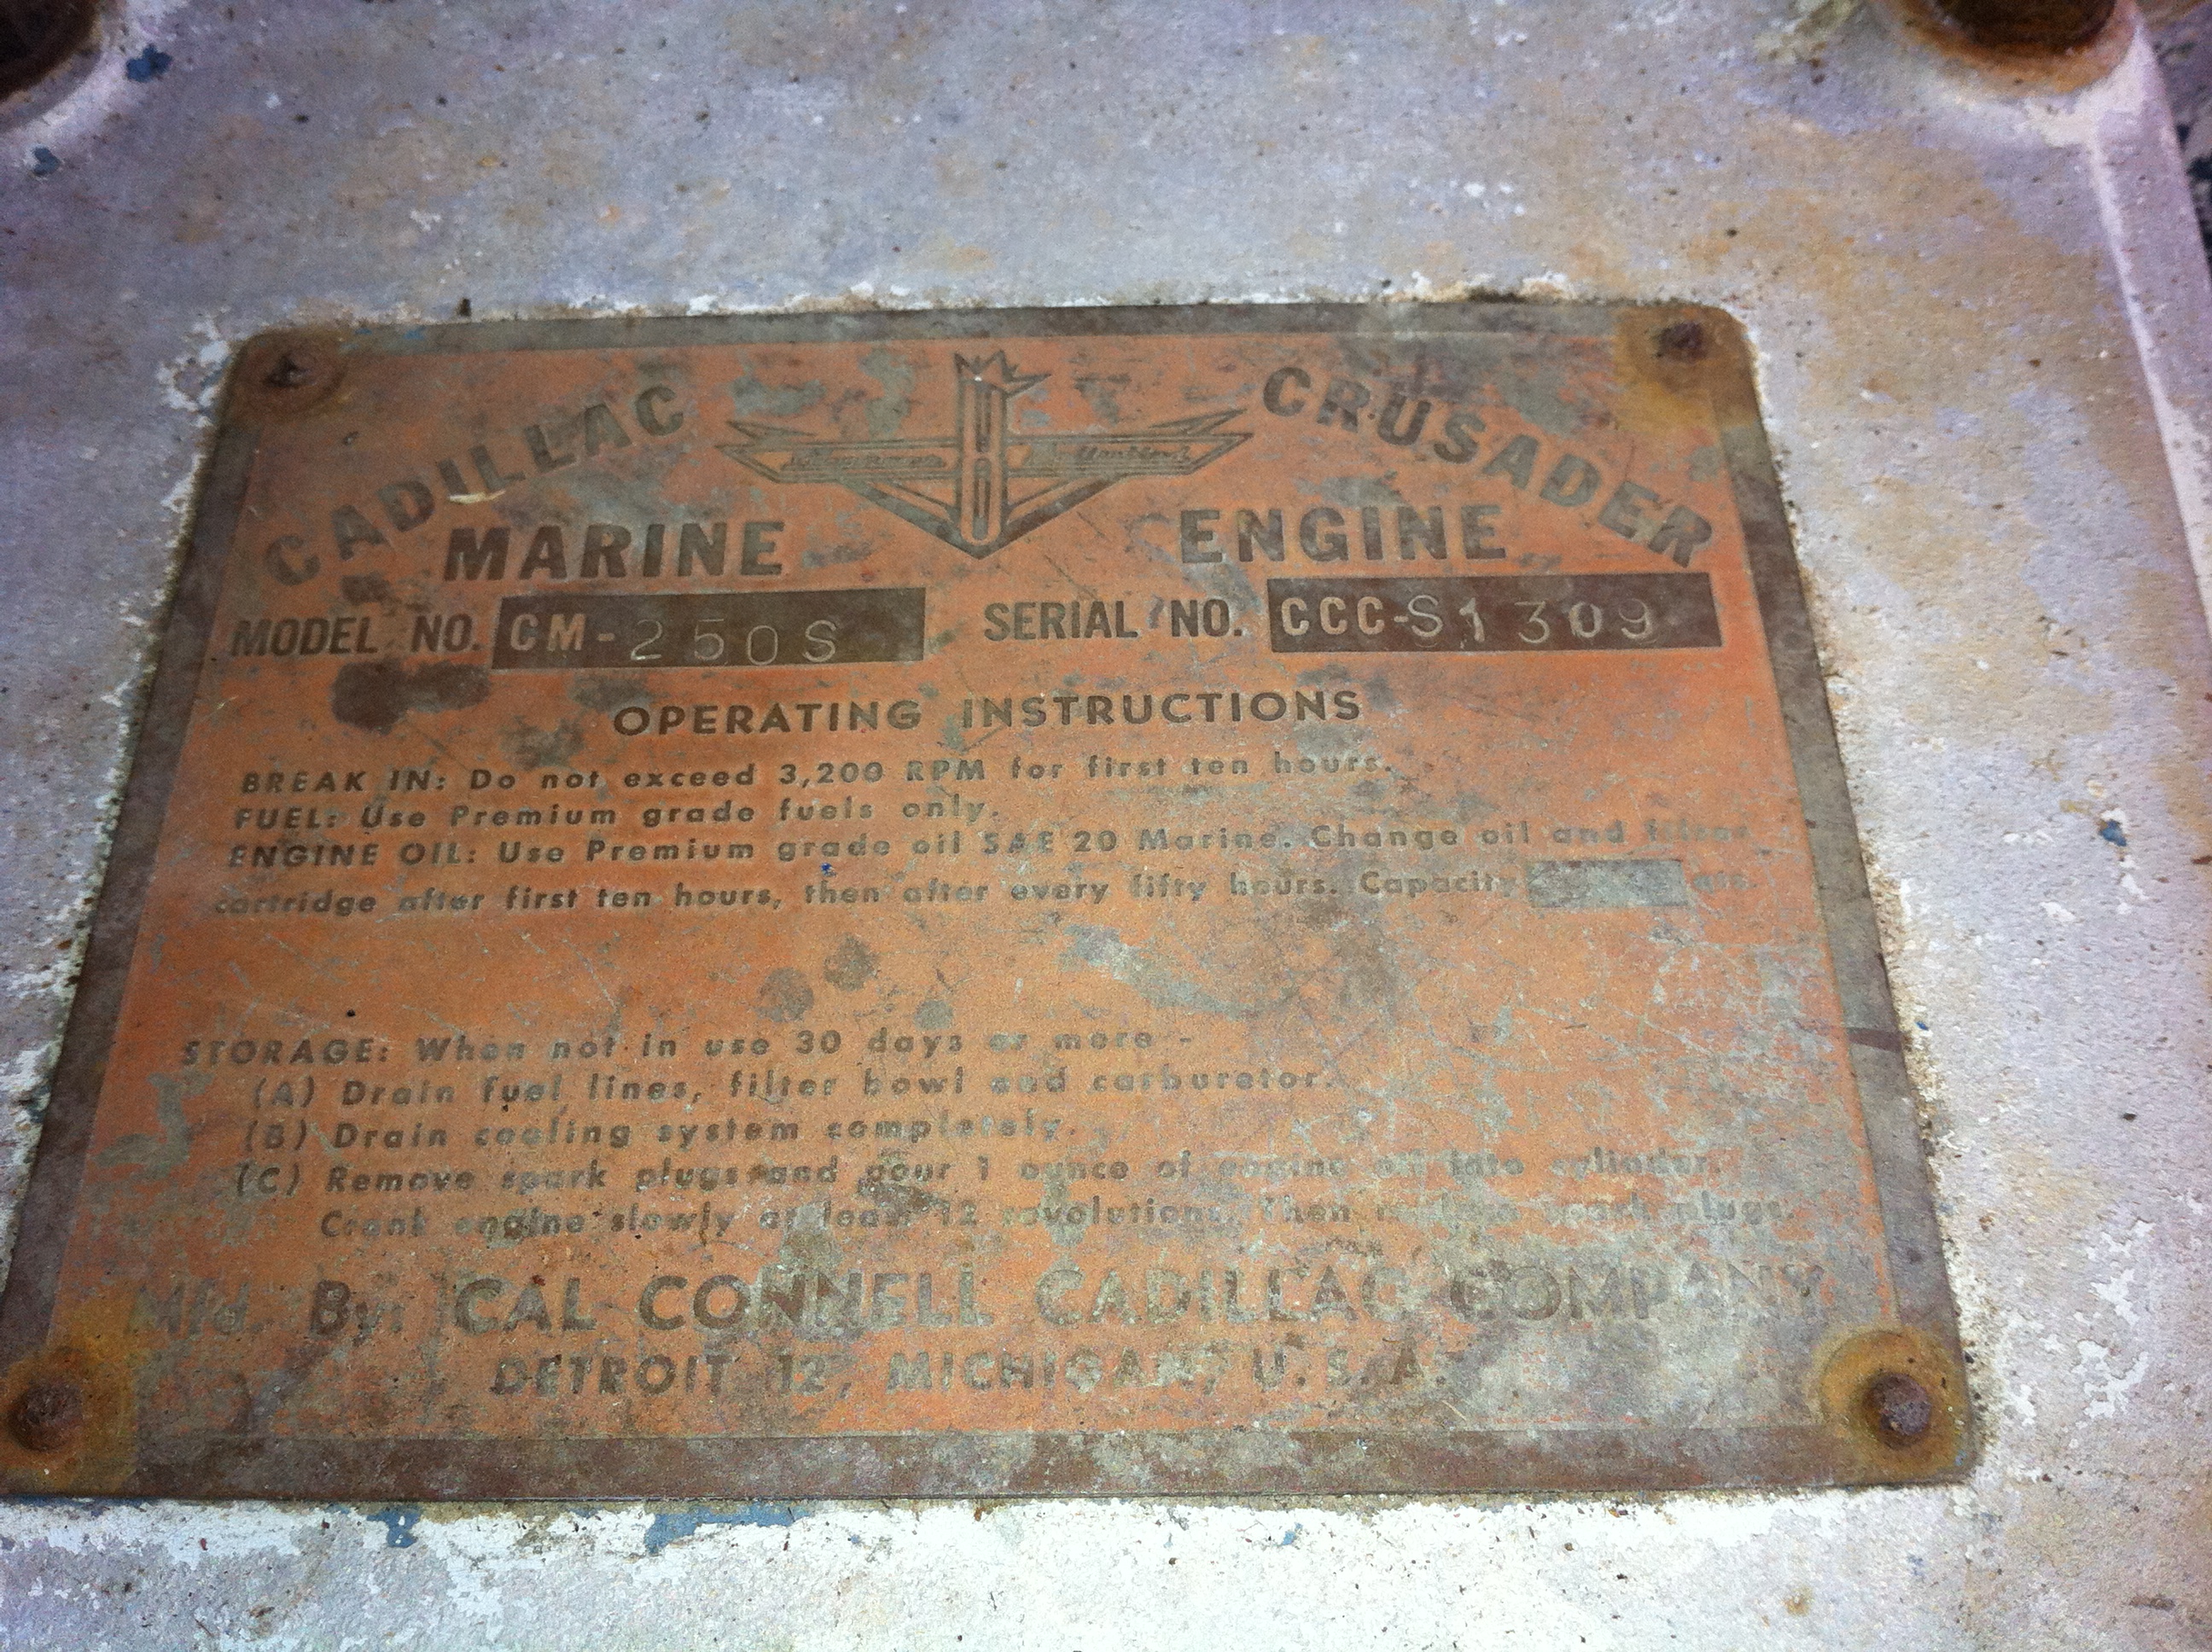 CADILLAC CRUSADER
MARINE ENGINE
MODEL NO. CM-250S SERIAL NO. CCC-S1309
OPERATING INSTRUCTIONS
BREAK IN: Do not exceed 3,200 RPM for first ten hours.
FUEL: Use Premium grade fuels only.
ENGINE OIL: Use Premium grade oil SAE 20 Marine. Change oil and
cartridge after first ten hours, then after every fifty hours. Capacity qts.
STORAGE: When not in use 30 days or more -
(A) Drain fuel lines, filter bowl and carburetor.
(B) Drain cooling system completely.
(C) Remove spark plugs and pour 1 ounce of engine oil into cylinder.
Crank engine slowly at least 12 revolutions. Then spark plugs.
Mfd. By: CAL CONNELL CADILLAC COMPANY
DETROIT 12, MICHIGAN, U. S. A.